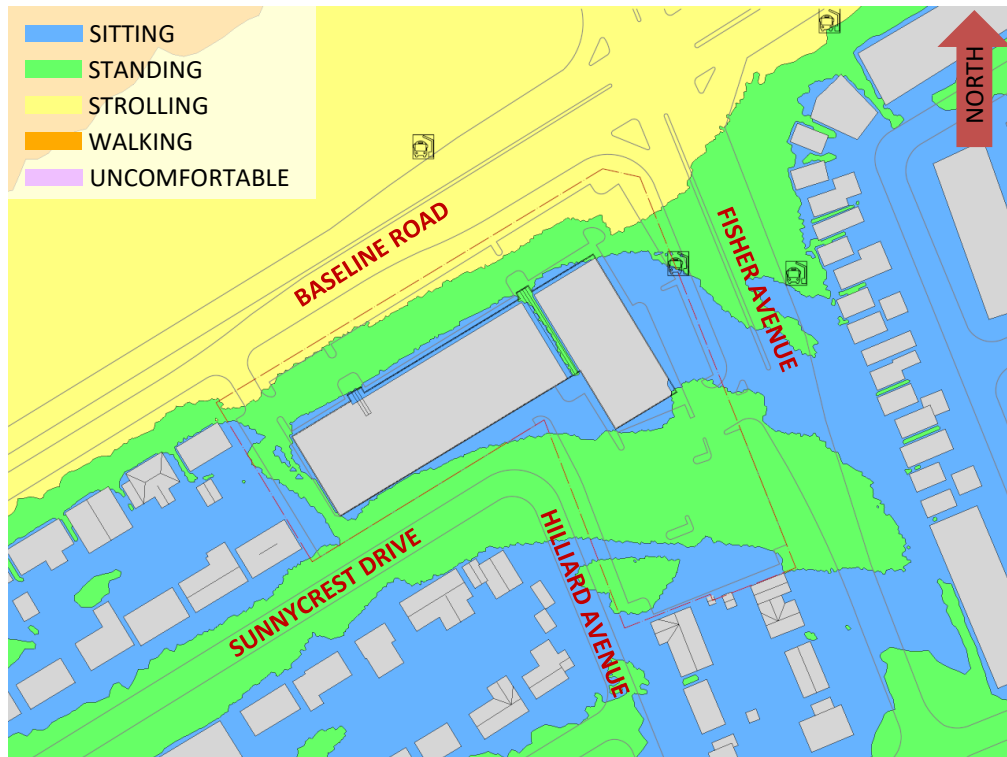 SITTING
STANDING
STROLLING
WALKING
UNCOMFORTABLE
NORTH
BASELINE ROAD
FISHER AVENUE
SUNNYCREST DRIVE
HILLIARD AVENUE